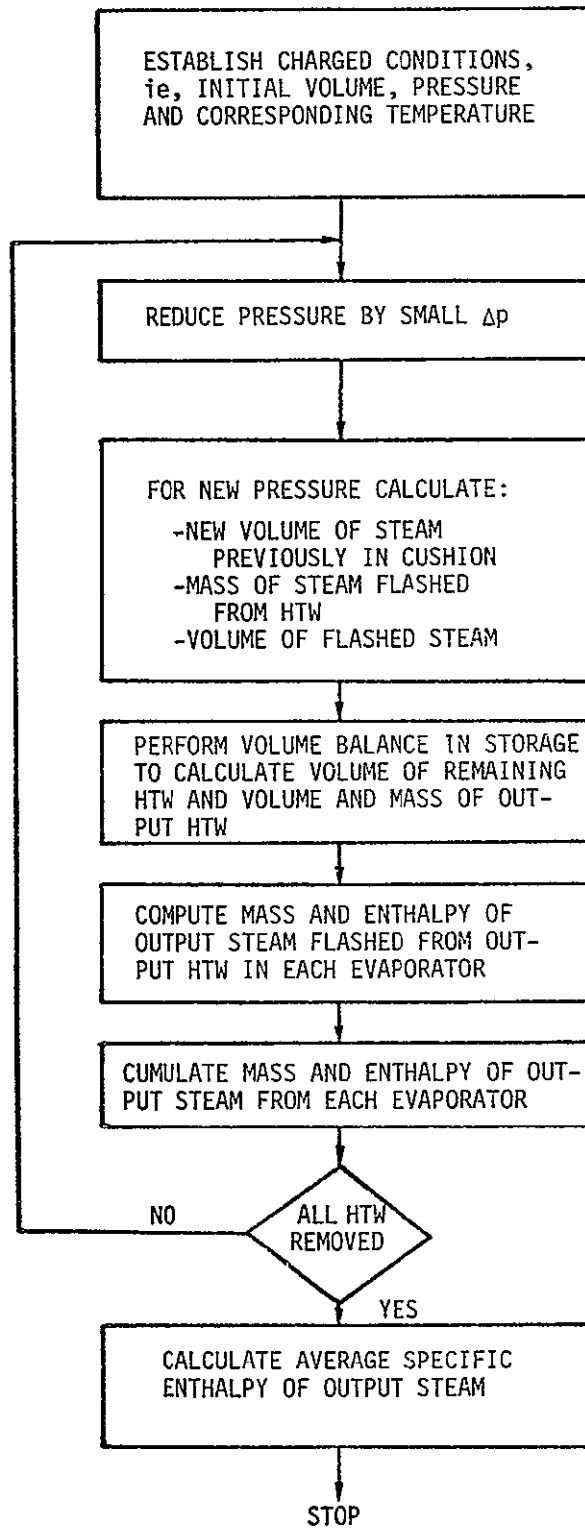 ESTABLISH CHARGED CONDITIONS,
ie, INITIAL VOLUME, PRESSURE
AND CORRESPONDING TEMPERATURE
REDUCE PRESSURE BY SMALL Δp
FOR NEW PRESSURE CALCULATE:
-NEW VOLUME OF STEAM
PREVIOUSLY IN CUSHION
-MASS OF STEAM FLASHED
FROM HTW
-VOLUME OF FLASHED STEAM
PERFORM VOLUME BALANCE IN STORAGE
TO CALCULATE VOLUME OF REMAINING
HTW AND VOLUME AND MASS OF OUT-
PUT HTW
COMPUTE MASS AND ENTHALPY OF
OUTPUT STEAM FLASHED FROM OUT-
PUT HTW IN EACH EVAPORATOR
CUMULATE MASS AND ENTHALPY OF OUT-
PUT STEAM FROM EACH EVAPORATOR
NO
ALL HTW
REMOVED
YES
CALCULATE AVERAGE SPECIFIC
ENTHALPY OF OUTPUT STEAM
STOP